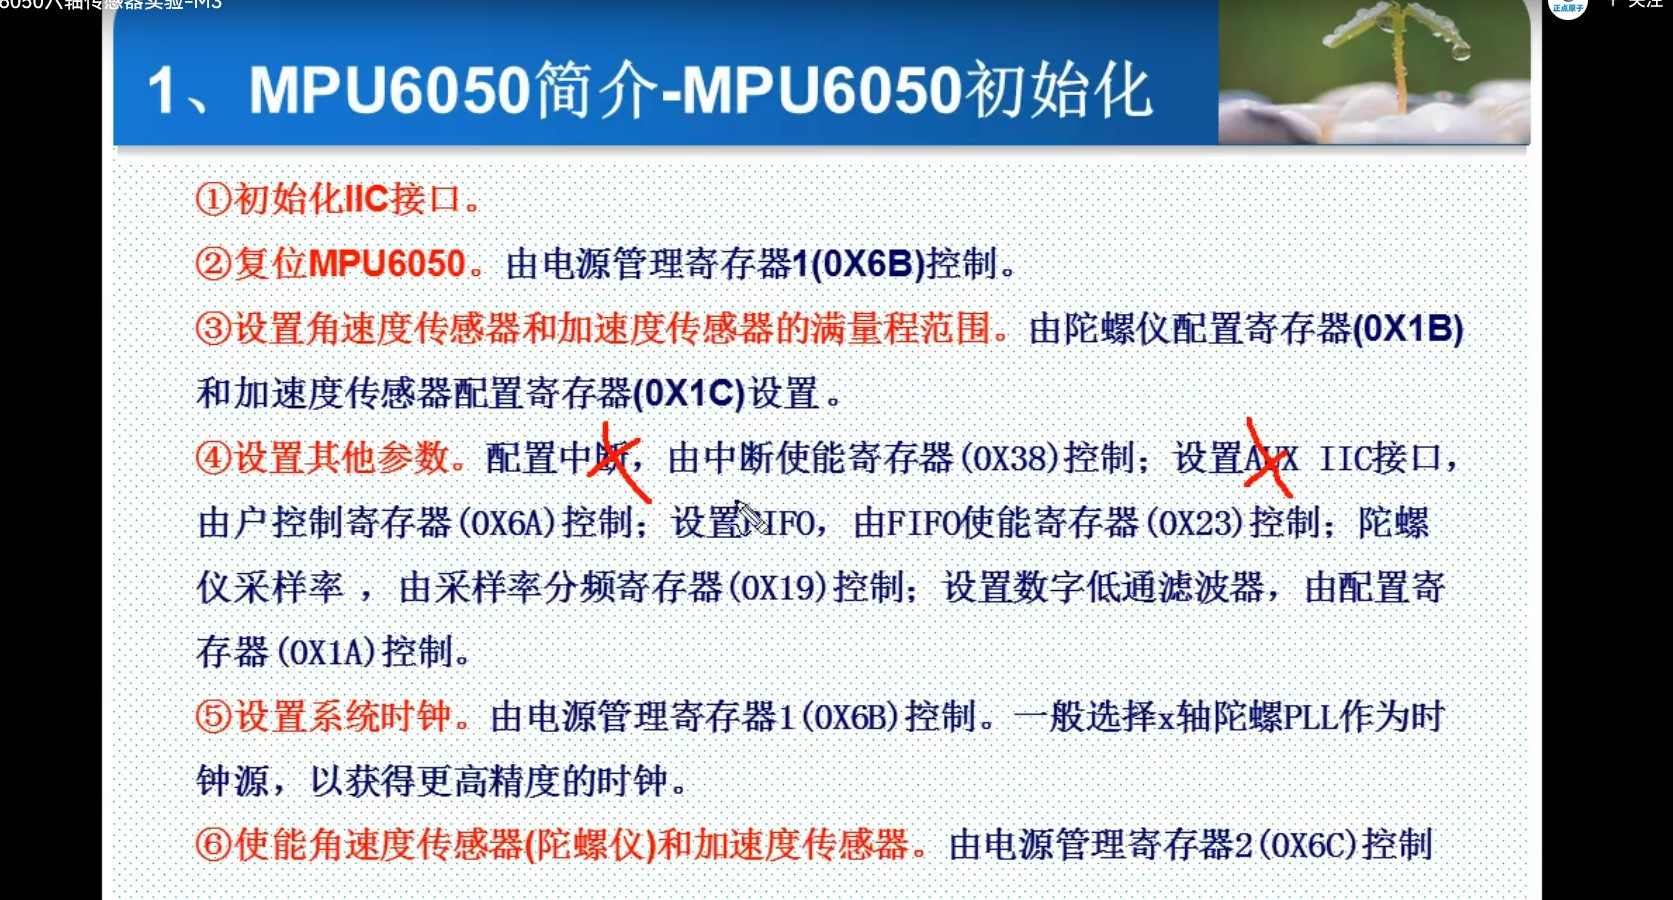 6050六轴传感器实验-M3
正点原子
关注
1、MPU6050简介-MPU6050初始化
①初始化IIC接口。
②复位MPU6050。由电源管理寄存器1(0X6B)控制。
③设置角速度传感器和加速度传感器的满量程范围。由陀螺仪配置寄存器(0X1B)
和加速度传感器配置寄存器(0X1C)设置。
④设置其他参数。配置中断，由中断使能寄存器(0X38)控制；设置AUX IIC接口，
由户控制寄存器(0X6A)控制；设置FIFO，由FIFO使能寄存器(0X23)控制；陀螺
仪采样率 ，由采样率分频寄存器(0X19)控制；设置数字低通滤波器，由配置寄
存器(0X1A)控制。
⑤设置系统时钟。由电源管理寄存器1(0X6B)控制。一般选择x轴陀螺PLL作为时
钟源，以获得更高精度的时钟。
⑥使能角速度传感器(陀螺仪)和加速度传感器。由电源管理寄存器2(0X6C)控制